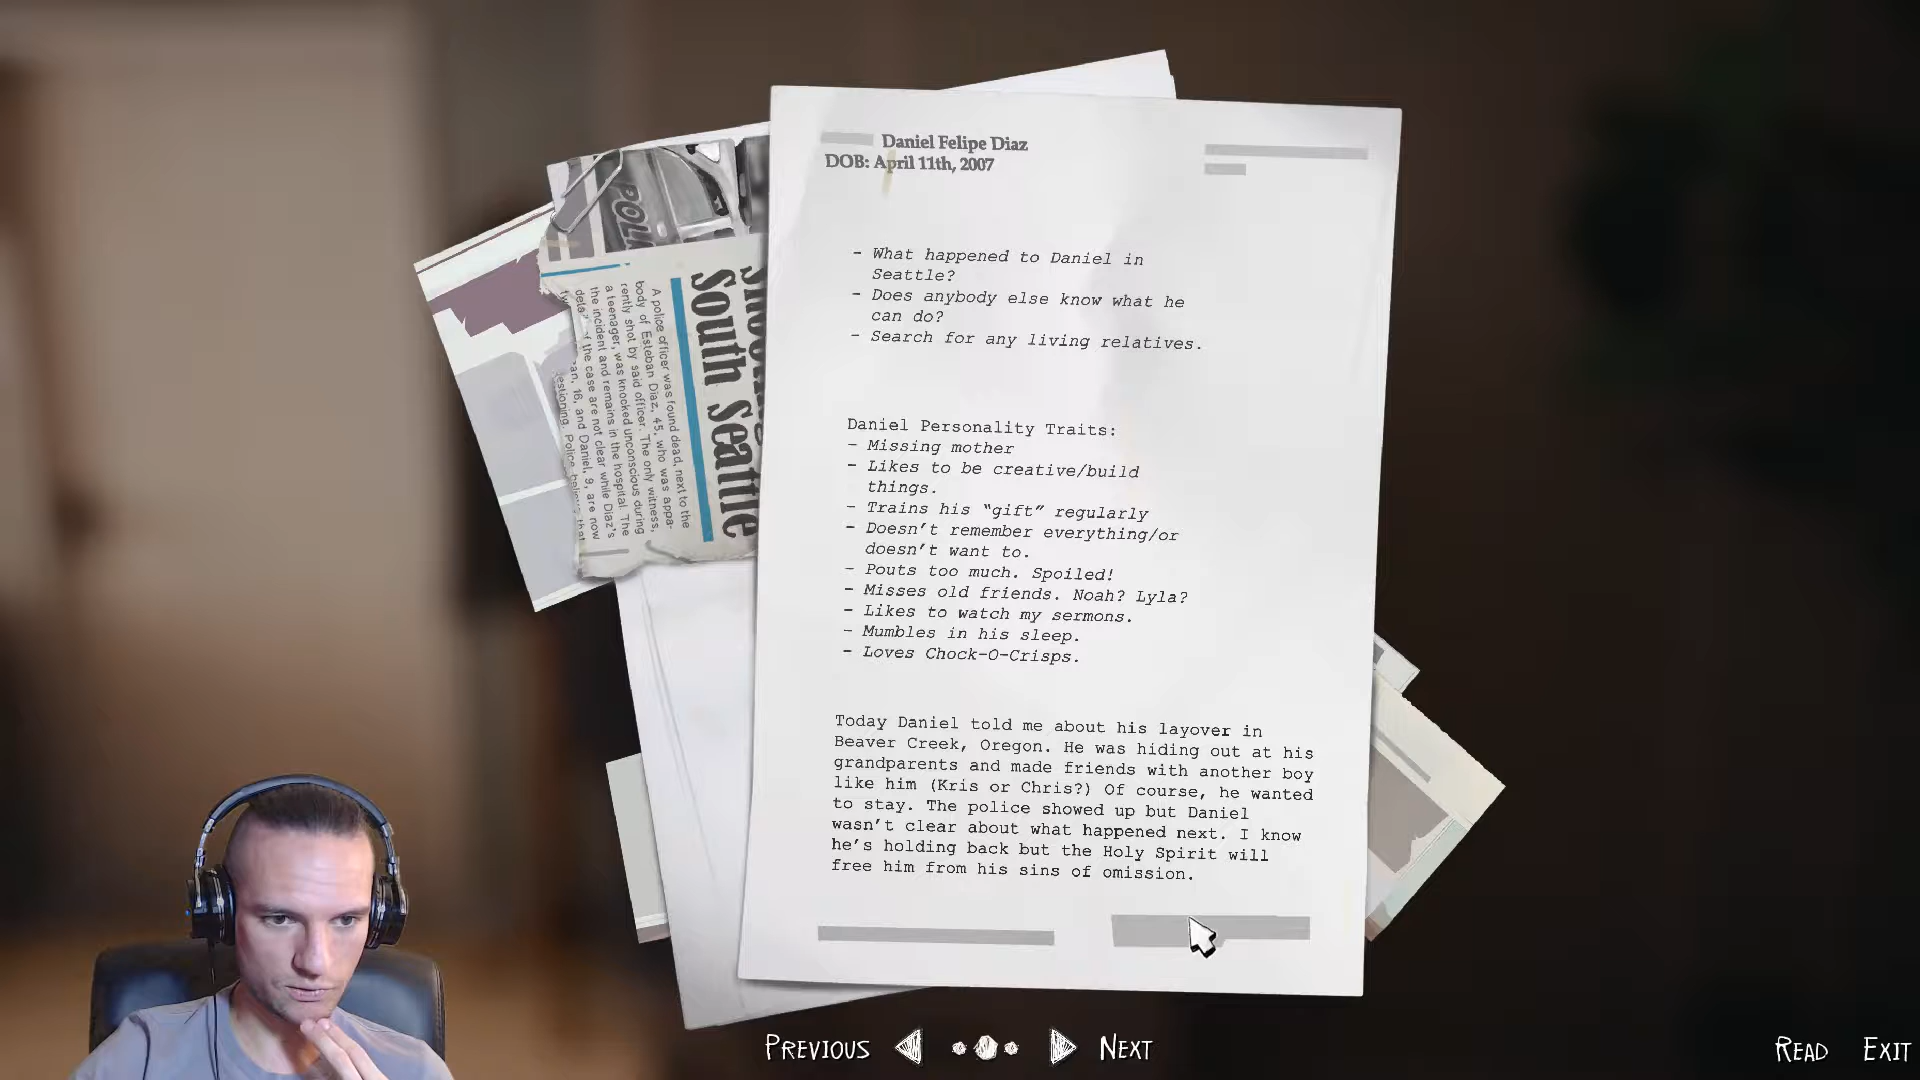 Daniel Felipe Diaz
DOB: April 11th, 2007
- What happened to Daniel in
Seattle?
- Does anybody else know what he
can do?
- Search for any living relatives.
Daniel Personality Traits:
- Missing mother
- Likes to be creative/build
things.
- Trains his “gift” regularly
- Doesn't remember everything/or
doesn't want to.
- Pouts too much. Spoiled!
- Misses old friends. Noah? Lyla?
- Likes to watch my sermons.
- Mumbles in his sleep.
- Loves Chock-O-Crisps.
Today Daniel told me about his layover in
Beaver Creek, Oregon. He was hiding out at his
grandparents and made friends with another boy
like him (Kris or Chris?) Of course, he wanted
to stay. The police showed up but Daniel
wasn't clear about what happened next. I know
he's holding back but the Holy Spirit will
free him from his sins of omission.
South Seattle
A police officer was found dead, next to the
body of Esteban Diaz, 45, who was appa-
rently shot by said officer. The only witness,
a teenager, was knocked unconscious during
the incident and remains in the hospital. The
of the case are not clear while Diaz's
16, and Daniel, 9, are now
Police
PREVIOUS
NEXT
READ
EXIT